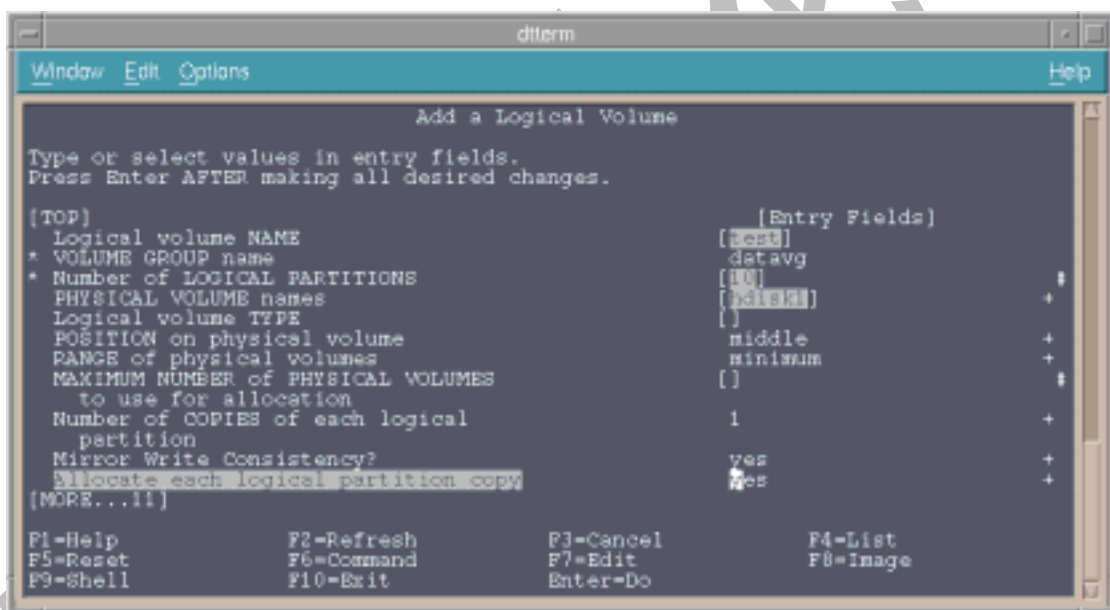 dtterm
Window Edit Options Help
Add a Logical Volume
Type or select values in entry fields.
Press Enter AFTER making all desired changes.
[TOP] [Entry Fields]
Logical volume NAME [test]
* VOLUME GROUP name datavg
* Number of LOGICAL PARTITIONS [10] #
PHYSICAL VOLUME names [hdisk1] +
Logical volume TYPE []
POSITION on physical volume middle +
RANGE of physical volumes minimum +
MAXIMUM NUMBER of PHYSICAL VOLUMES [] #
to use for allocation
Number of COPIES of each logical 1 +
partition
Mirror Write Consistency? yes +
Allocate each logical partition copy yes +
[MORE...11]
F1=Help F2=Refresh F3=Cancel F4=List
F5=Reset F6=Command F7=Edit F8=Image
F9=Shell F10=Exit Enter=Do